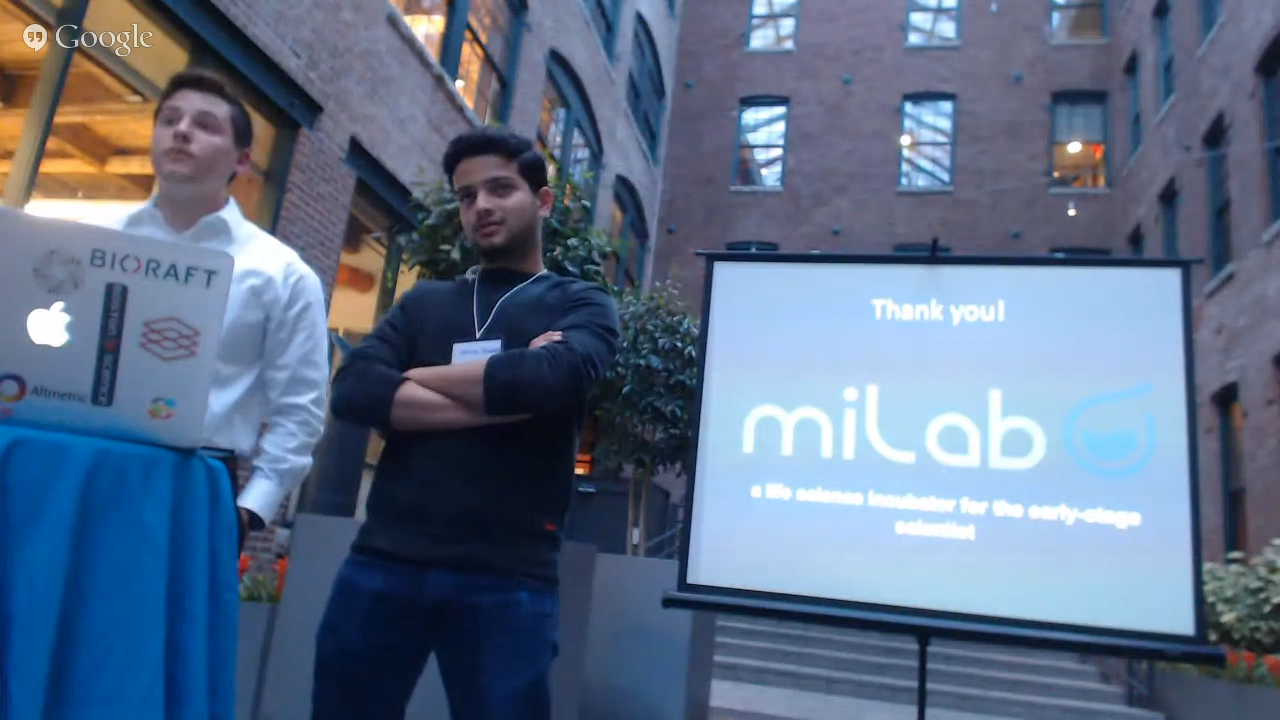 Google
BIORAFT
Altmetric
Thank you!
miLab
a life science incubator for the early-stage
scientist